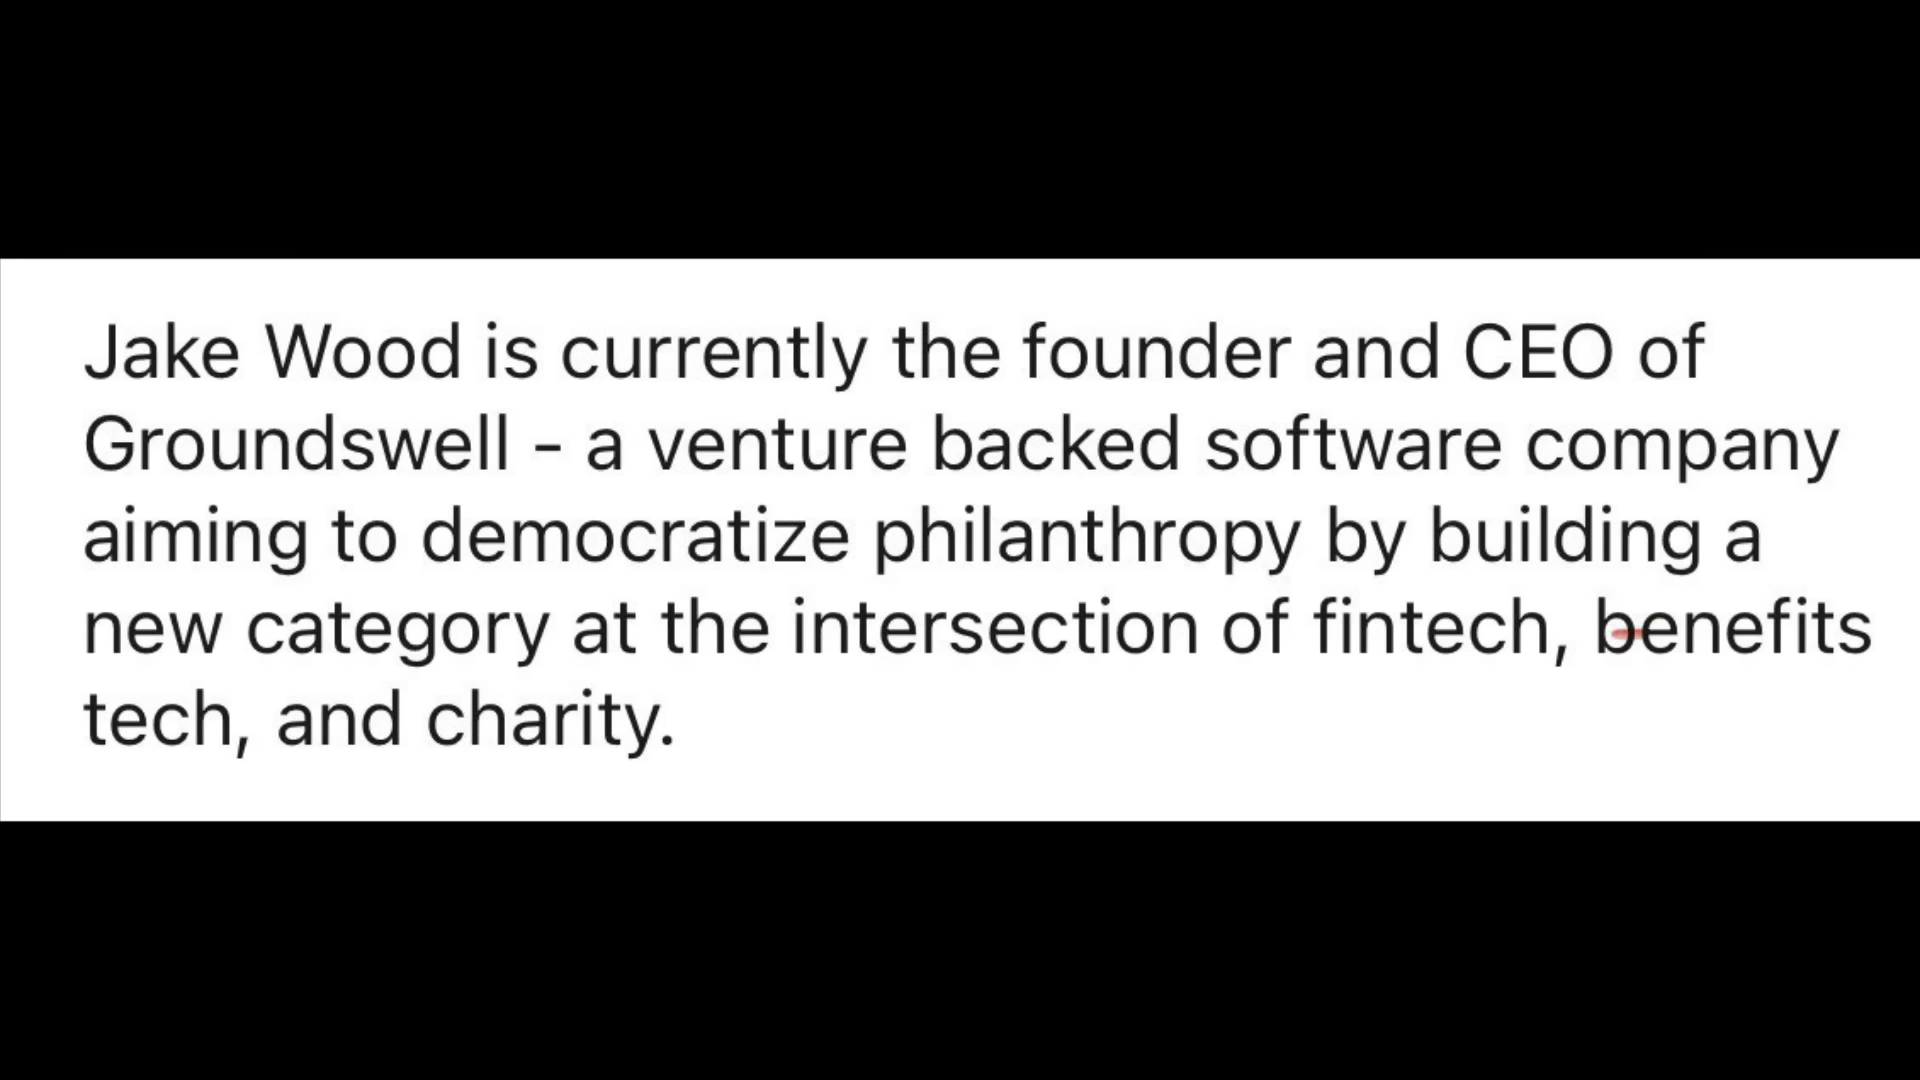 Jake Wood is currently the founder and CEO of
Groundswell - a venture backed software company
aiming to democratize philanthropy by building a
new category at the intersection of fintech, benefits
tech, and charity.